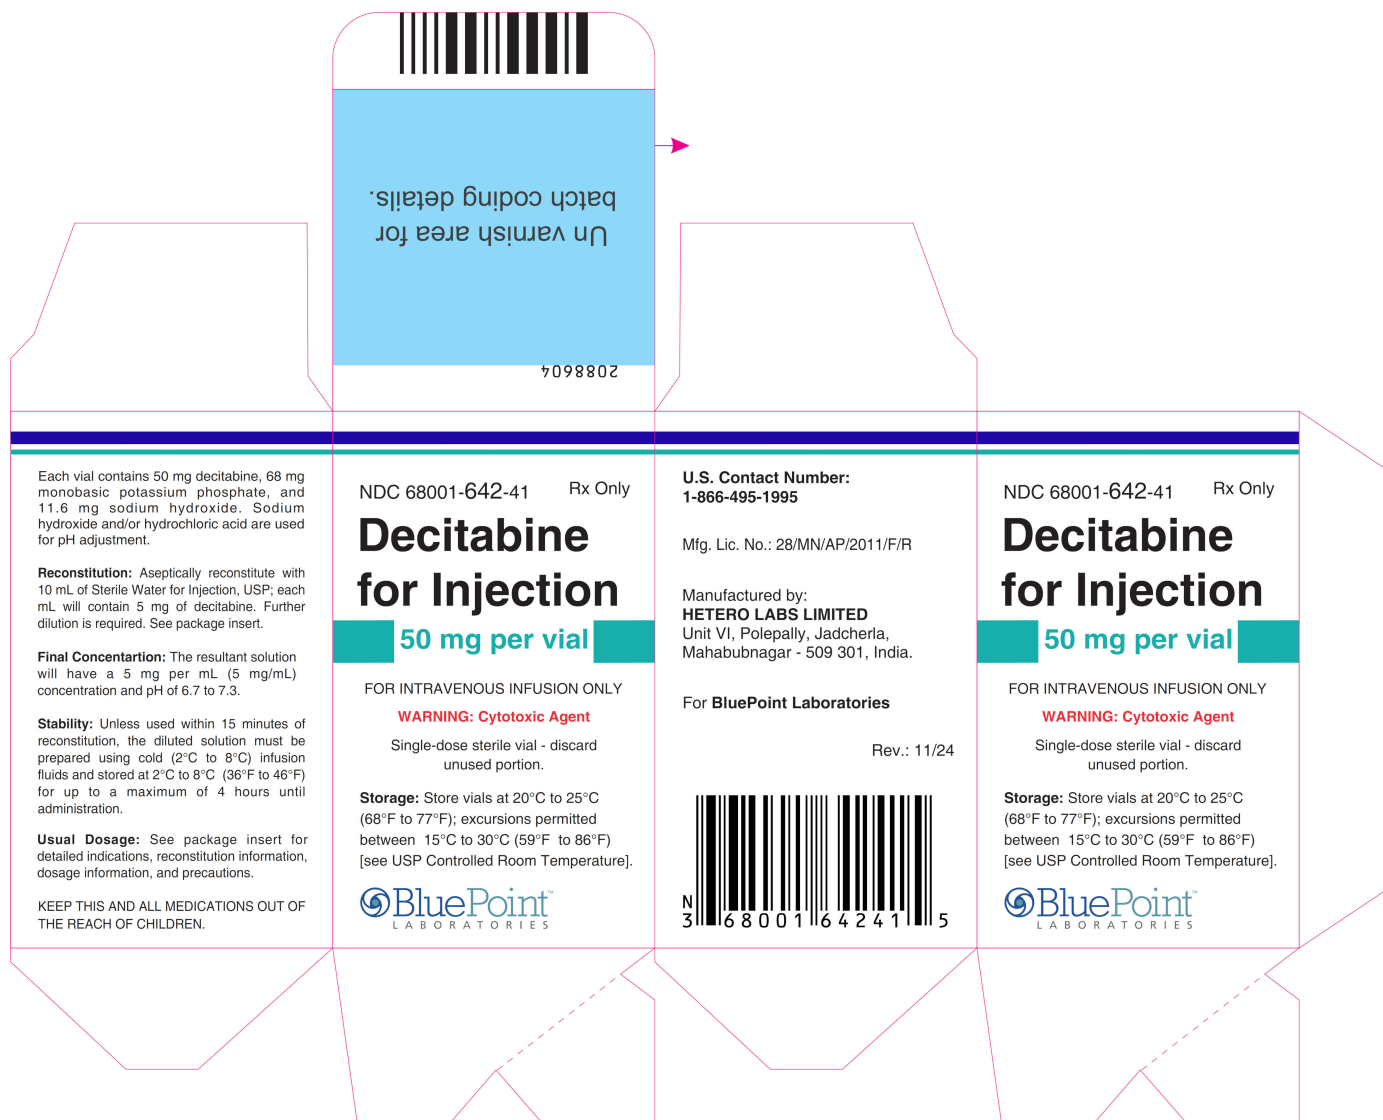 Un varnish area for
batch coding details.
2088604
Each vial contains 50 mg decitabine, 68 mg
monobasic potassium phosphate, and
11.6 mg sodium hydroxide. Sodium
hydroxide and/or hydrochloric acid are used
for pH adjustment.
Reconstitution: Aseptically reconstitute with
10 mL of Sterile Water for Injection, USP; each
mL will contain 5 mg of decitabine. Further
dilution is required. See package insert.
Final Concentartion: The resultant solution
will have a 5 mg per mL (5 mg/mL)
concentration and pH of 6.7 to 7.3.
Stability: Unless used within 15 minutes of
reconstitution, the diluted solution must be
prepared using cold (2°C to 8°C) infusion
fluids and stored at 2°C to 8°C (36°F to 46°F)
for up to a maximum of 4 hours until
administration.
Usual Dosage: See package insert for
detailed indications, reconstitution information,
dosage information, and precautions.
KEEP THIS AND ALL MEDICATIONS OUT OF
THE REACH OF CHILDREN.
NDC 68001-642-41 Rx Only
Decitabine
for Injection
50 mg per vial
FOR INTRAVENOUS INFUSION ONLY
WARNING: Cytotoxic Agent
Single-dose sterile vial - discard
unused portion.
Storage: Store vials at 20°C to 25°C
(68°F to 77°F); excursions permitted
between 15°C to 30°C (59°F to 86°F)
[see USP Controlled Room Temperature].
BluePoint™
LABORATORIES
U.S. Contact Number:
1-866-495-1995
Mfg. Lic. No.: 28/MN/AP/2011/F/R
Manufactured by:
HETERO LABS LIMITED
Unit VI, Polepally, Jadcherla,
Mahabubnagar - 509 301, India.
For BluePoint Laboratories
Rev.: 11/24
N
3 68001 64241 5
NDC 68001-642-41 Rx Only
Decitabine
for Injection
50 mg per vial
FOR INTRAVENOUS INFUSION ONLY
WARNING: Cytotoxic Agent
Single-dose sterile vial - discard
unused portion.
Storage: Store vials at 20°C to 25°C
(68°F to 77°F); excursions permitted
between 15°C to 30°C (59°F to 86°F)
[see USP Controlled Room Temperature].
BluePoint™
LABORATORIES